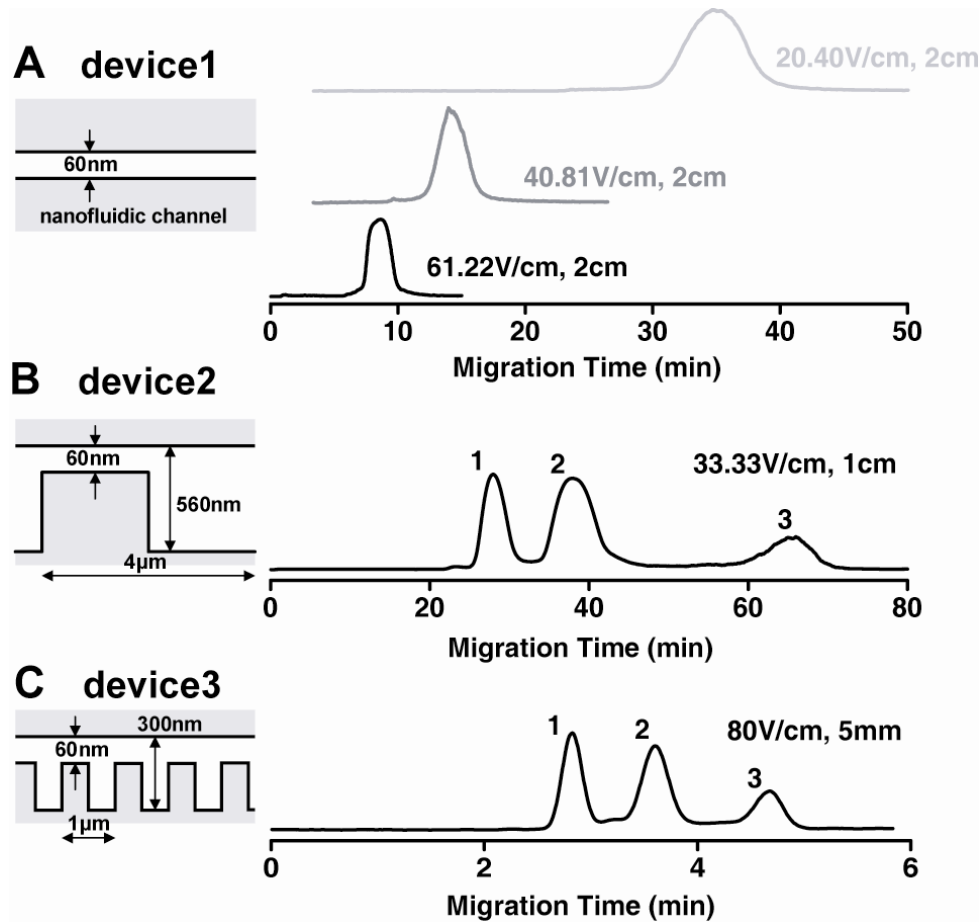 A device1
60nm
nanofluidic channel
20.40V/cm, 2cm
40.81V/cm, 2cm
61.22V/cm, 2cm
0 10 20 30 40 50
Migration Time (min)
B device2
60nm
560nm
4µm
1 2 3
33.33V/cm, 1cm
0 20 40 60 80
Migration Time (min)
C device3
300nm
60nm
1µm
1 2 3
80V/cm, 5mm
0 2 4 6
Migration Time (min)